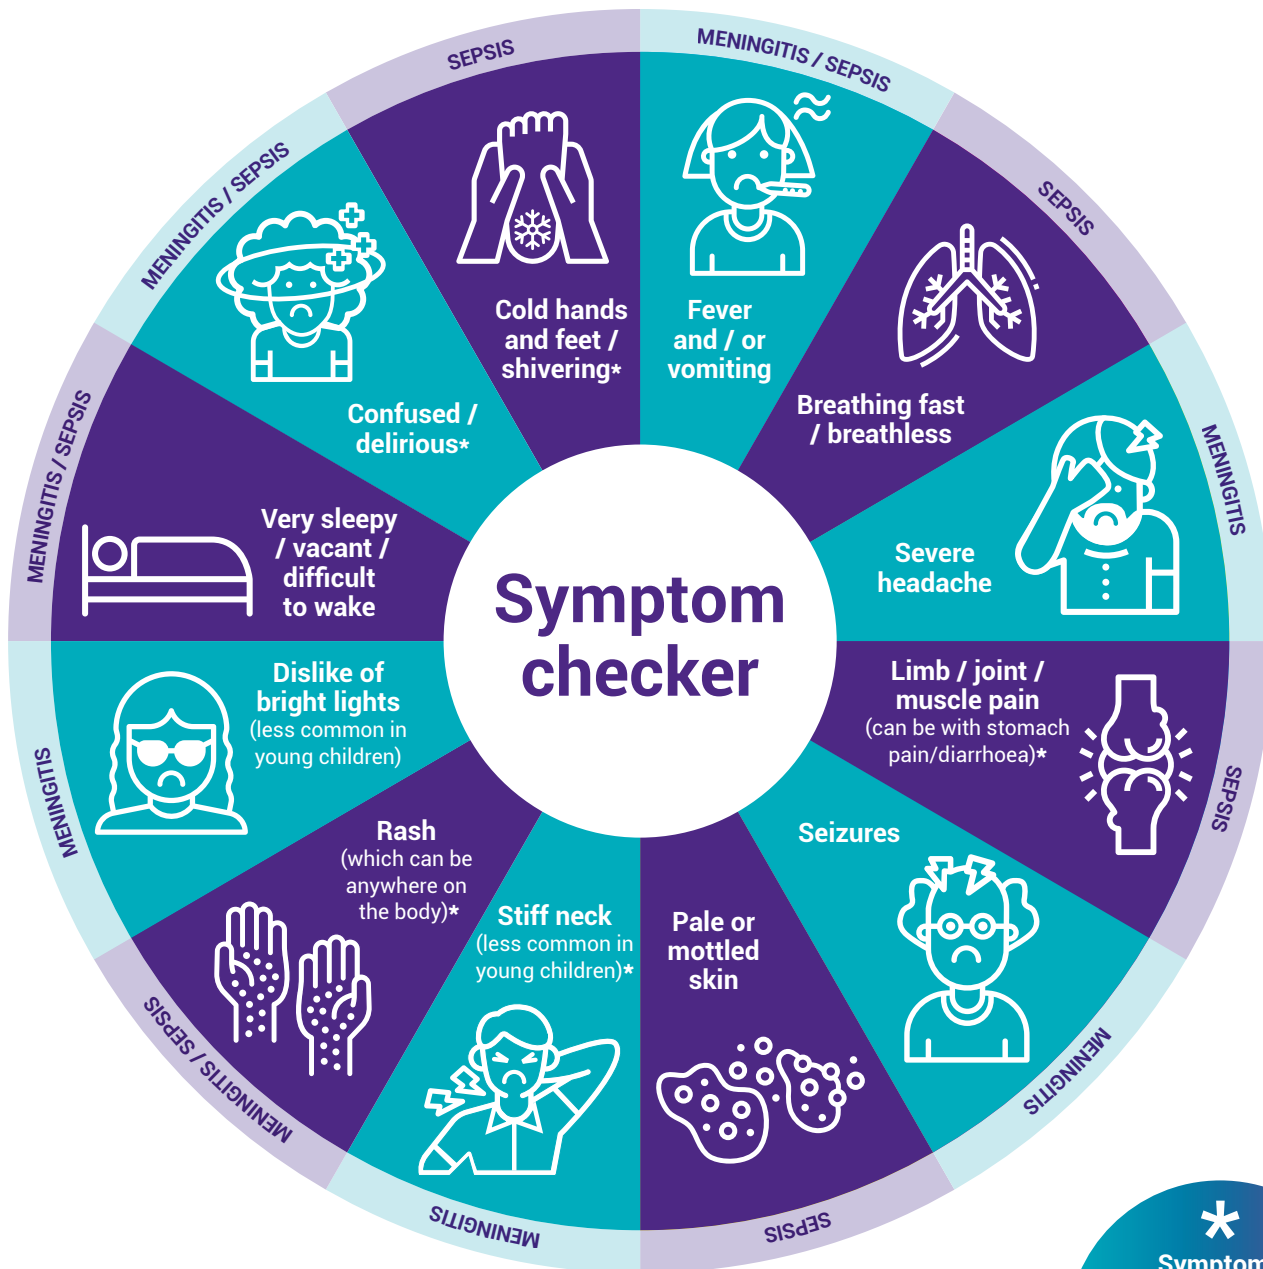 Symptom
checker
MENINGITIS / SEPSIS
Fever
and / or
vomiting
SEPSIS
Breathing fast
/ breathless
MENINGITIS
Severe
headache
SEPSIS
Limb / joint /
muscle pain
(can be with stomach
pain/diarrhoea)*
MENINGITIS
Seizures
SEPSIS
Pale or
mottled
skin
MENINGITIS
Stiff neck
(less common in
young children)*
MENINGITIS / SEPSIS
Rash
(which can be
anywhere on
the body)*
MENINGITIS
Dislike of
bright lights
(less common in
young children)
MENINGITIS / SEPSIS
Very sleepy
/ vacant /
difficult
to wake
MENINGITIS / SEPSIS
Confused /
delirious*
SEPSIS
Cold hands
and feet /
shivering*
*
Symptom